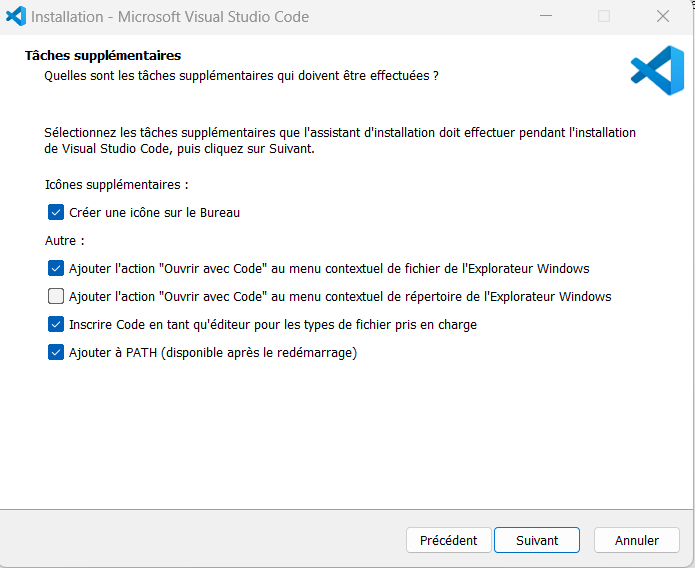 Installation - Microsoft Visual Studio Code
Tâches supplémentaires
Quelles sont les tâches supplémentaires qui doivent être effectuées ?
Sélectionnez les tâches supplémentaires que l'assistant d'installation doit effectuer pendant l'installation
de Visual Studio Code, puis cliquez sur Suivant.
Icônes supplémentaires :
Créer une icône sur le Bureau
Autre :
Ajouter l'action "Ouvrir avec Code" au menu contextuel de fichier de l'Explorateur Windows
Ajouter l'action "Ouvrir avec Code" au menu contextuel de répertoire de l'Explorateur Windows
Inscrire Code en tant qu'éditeur pour les types de fichier pris en charge
Ajouter à PATH (disponible après le redémarrage)
Précédent Suivant Annuler